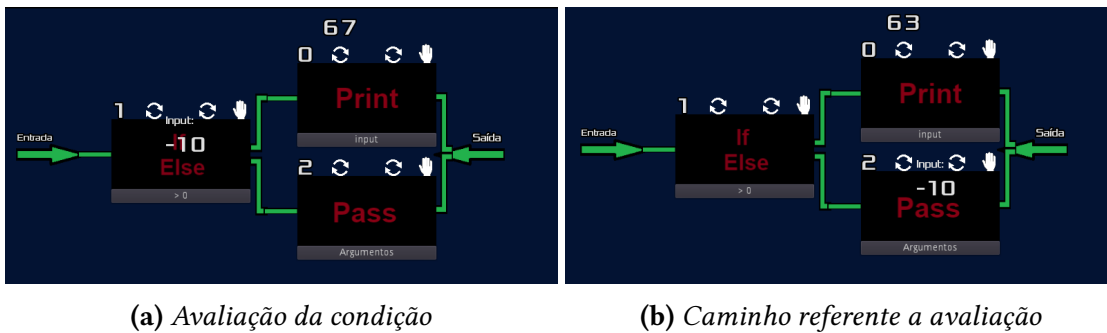 67
0
Print
input
1
Input:
-10
If
Else
> 0
Entrada
Saída
2
Pass
Argumentos
(a) Avaliação da condição
63
0
Print
input
1
If
Else
> 0
Entrada
Saída
2
Input:
-10
Pass
Argumentos
(b) Caminho referente a avaliação